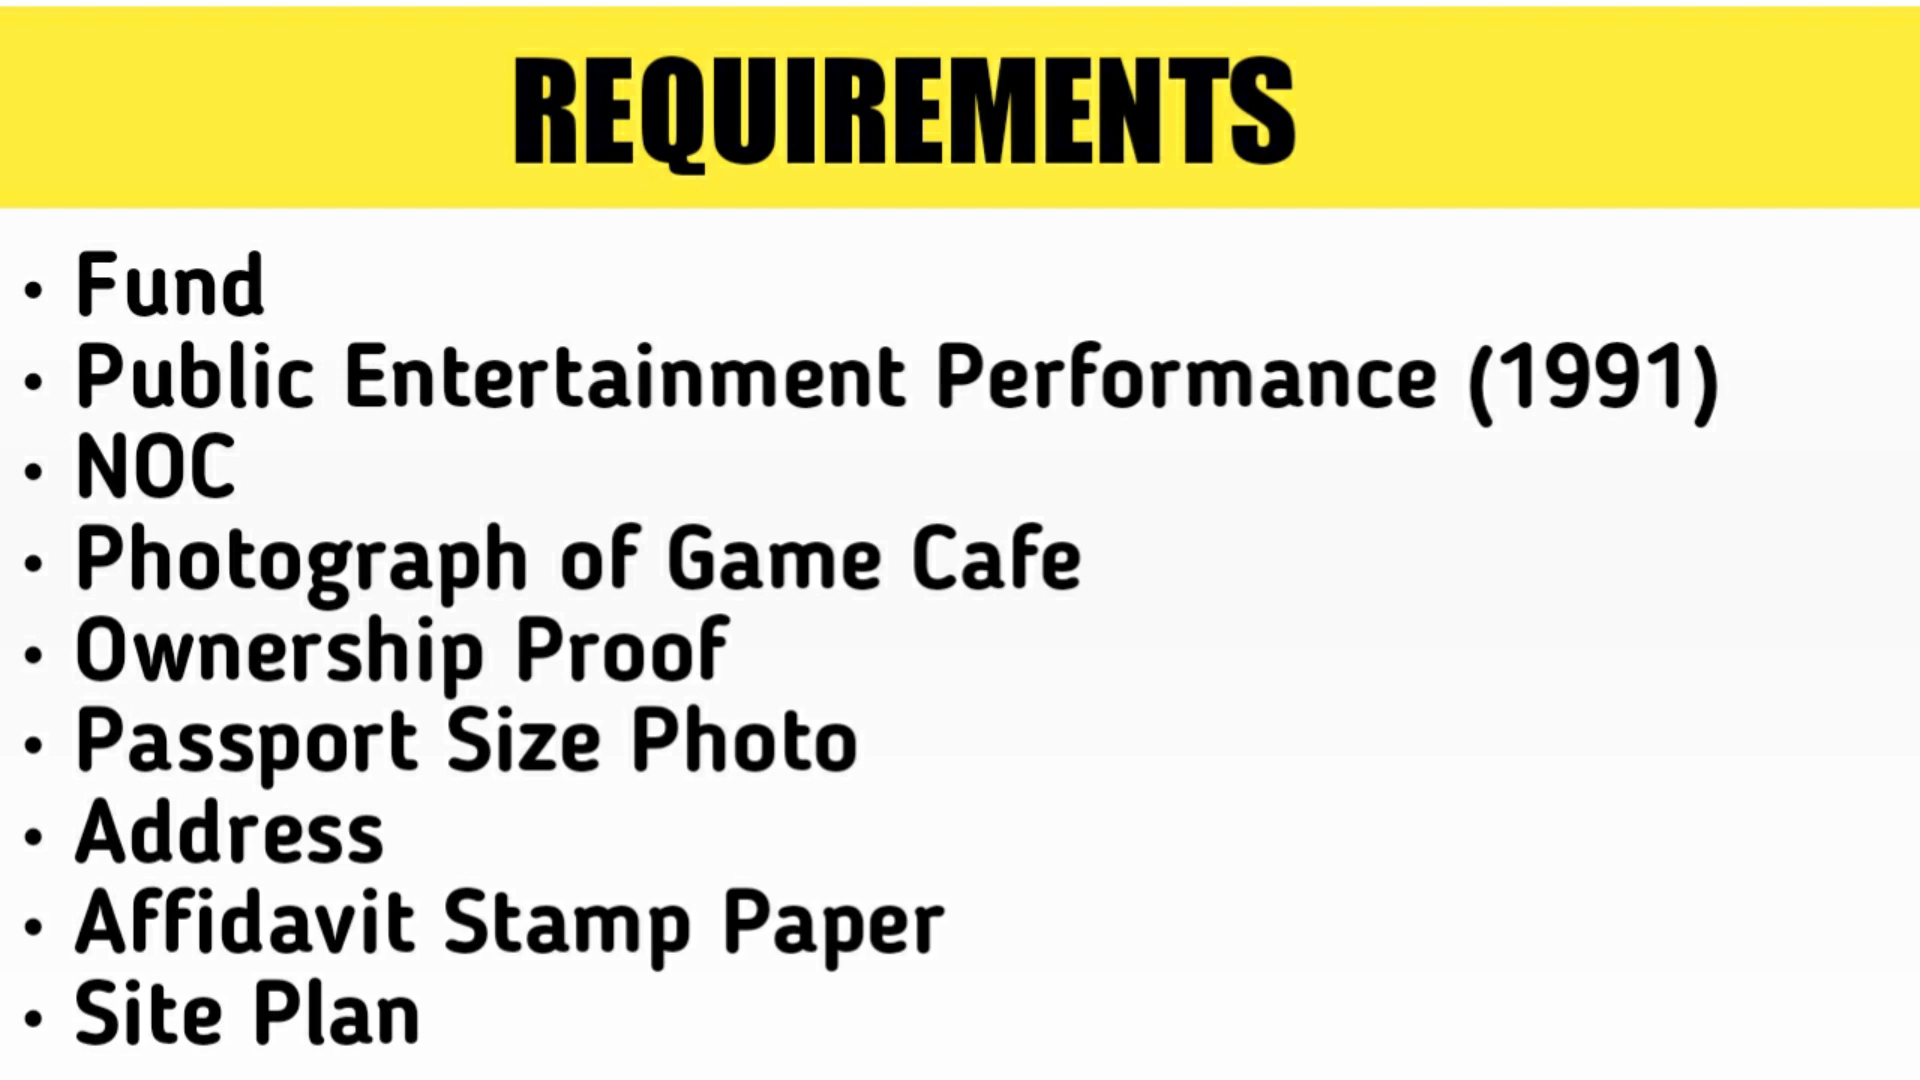 REQUIREMENTS
• Fund
• Public Entertainment Performance (1991)
• NOC
• Photograph of Game Cafe
• Ownership Proof
• Passport Size Photo
• Address
• Affidavit Stamp Paper
• Site Plan